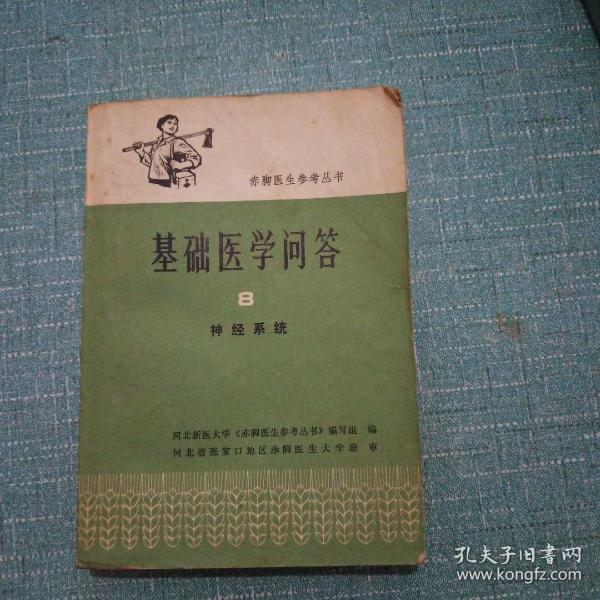 赤脚医生参考丛书
基础医学问答
8
神经系统
河北新医大学《赤脚医生参考丛书》编写组 编
河北省张家口地区赤脚医生大学班 审
孔夫子旧书网
www.kongfz.com